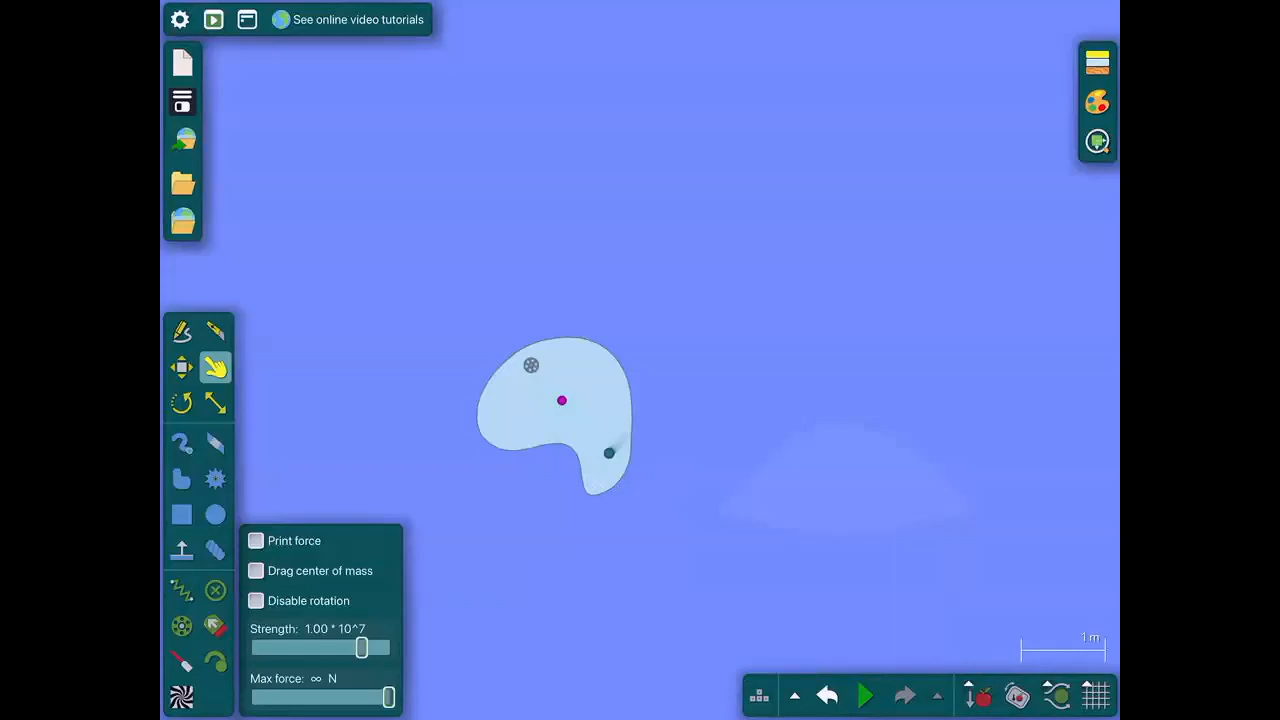 See online video tutorials
Print force
Drag center of mass
Disable rotation
Strength: 1.00 * 10^7
Max force: ∞ N
1 m